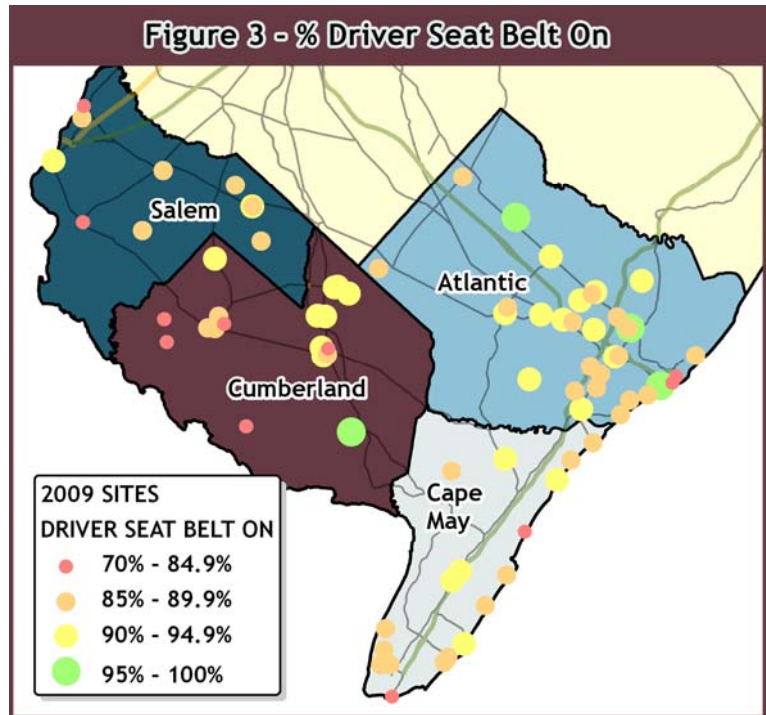 Figure 3 - % Driver Seat Belt On
Salem
Atlantic
Cumberland
Cape
May
2009 SITES
DRIVER SEAT BELT ON
70% - 84.9%
85% - 89.9%
90% - 94.9%
95% - 100%